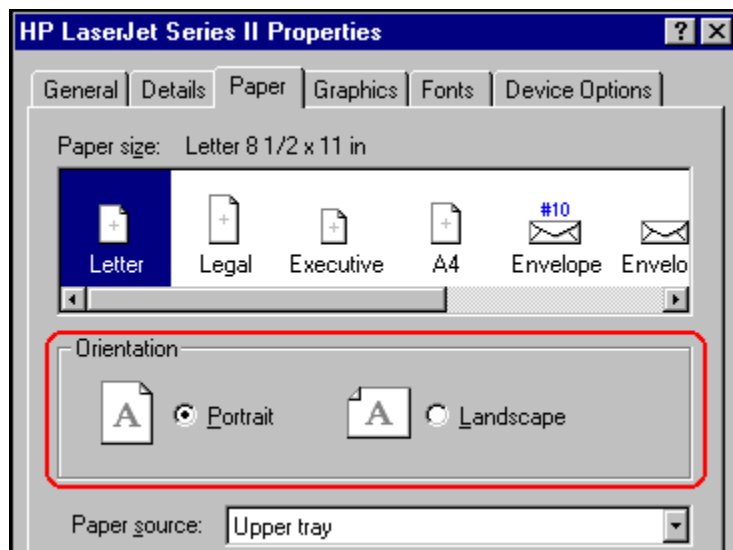 HP LaserJet Series II Properties ?
General Details Paper Graphics Fonts Device Options
Paper size: Letter 8 1/2 x 11 in
#10
Letter Legal Executive A4 Envelope Envelo
Orientation
A Portrait A Landscape
Paper source: Upper tray